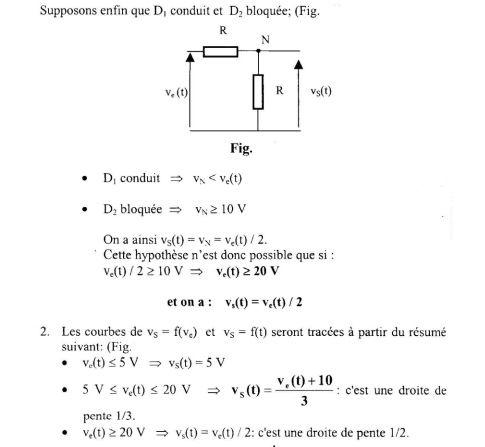 Supposons enfin que D₁ conduit et D₂ bloquée; (Fig.
R
N
vₑ(t)
R
vS(t)
Fig.
• D₁ conduit ⇒ vN < vₑ(t)
• D₂ bloquée ⇒ vN ≥ 10 V
On a ainsi vS(t) = vN = vₑ(t) / 2.
Cette hypothèse n'est donc possible que si :
vₑ(t) / 2 ≥ 10 V ⇒ vₑ(t) ≥ 20 V
et on a : vₛ(t) = vₑ(t) / 2
2. Les courbes de vS = f(vₑ) et vS = f(t) seront tracées à partir du résumé
suivant: (Fig.
• vₑ(t) ≤ 5 V ⇒ vS(t) = 5 V
• 5 V ≤ vₑ(t) ≤ 20 V ⇒ vS(t) = (vₑ(t) + 10) / 3 : c'est une droite de
pente 1/3.
• vₑ(t) ≥ 20 V ⇒ vₛ(t) = vₑ(t) / 2: c'est une droite de pente 1/2.